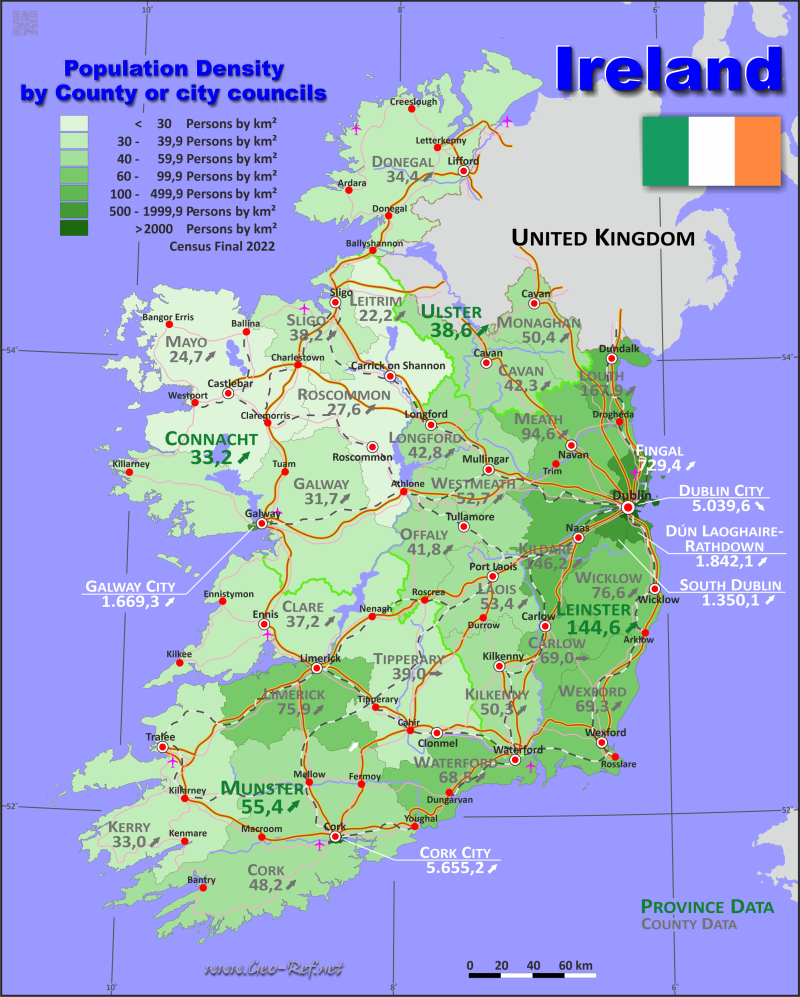 10°
8°
6°
Population Density
by County or city councils
Ireland
< 30 Persons by km²
30 - 39,9 Persons by km²
40 - 59,9 Persons by km²
60 - 99,9 Persons by km²
100 - 499,9 Persons by km²
500 - 1999,9 Persons by km²
>2000 Persons by km²
Census Final 2022
Creeslough
Letterkenny
DONEGAL
34,4
Lifford
Ardara
Donegal
Ballyshannon
UNITED KINGDOM
Sligo
LEITRIM
22,2
Cavan
ULSTER
38,6
MONAGHAN
50,4
Bangor Erris
Ballina
SLIGO
38,2
MAYO
24,7
54°
54°
Charlestown
Carrick on Shannon
Cavan
CAVAN
42,3
Dundalk
LOUTH
167,9
Castlebar
Westport
ROSCOMMON
27,6
Claremorris
Longford
LONGFORD
42,8
MEATH
94,6
Drogheda
CONNACHT
33,2
Roscommon
Mullingar
Navan
Trim
FINGAL
729,4
Killarney
Tuam
GALWAY
31,7
Athlone
WESTMEATH
52,7
Dublin
DUBLIN CITY
5.039,6
Galway
Tullamore
OFFALY
41,8
Naas
KILDARE
146,2
DÚN LAOGHAIRE-
RATHDOWN
1.842,1
GALWAY CITY
1.669,3
Port Laois
LAOIS
53,4
WICKLOW
76,6
SOUTH DUBLIN
1.350,1
Wicklow
Ennistymon
CLARE
37,2
Ennis
Nenagh
Roscrea
Durrow
Carlow
LEINSTER
144,6
Arklow
Kilkee
Limerick
TIPPERARY
39,0
Kilkenny
CARLOW
69,0
LIMERICK
75,9
Tipperary
KILKENNY
50,3
WEXFORD
69,3
Tralee
Cahir
Clonmel
Waterford
Wexford
Rosslare
WATERFORD
68,5
Mellow
Fermoy
MUNSTER
55,4
Killarney
Dungarvan
52°
52°
KERRY
33,0
Kenmare
Macroom
Cork
Youghal
CORK CITY
5.655,2
CORK
48,2
Bantry
PROVINCE DATA
COUNTY DATA
www.Geo-Ref.net
0 20 40 60 km
10°
8°
6°